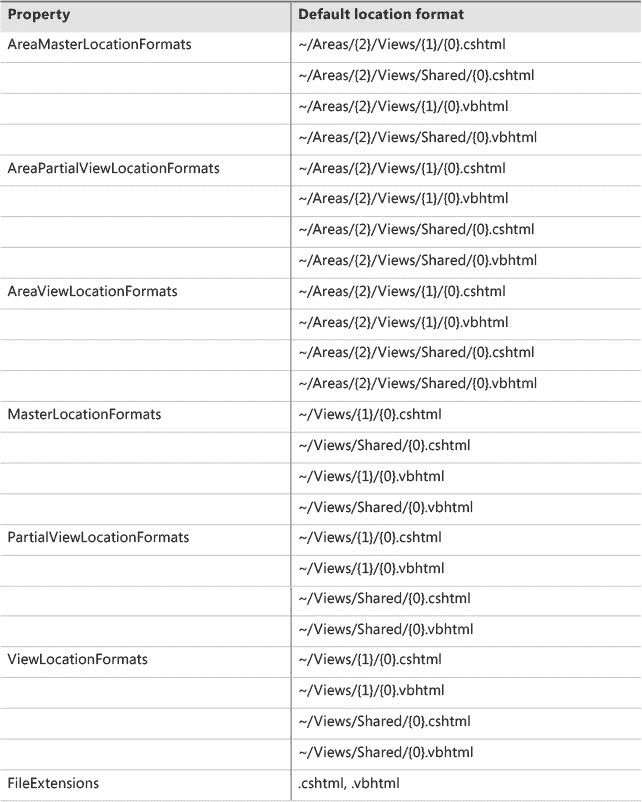 Property Default location format
AreaMasterLocationFormats ~/Areas/{2}/Views/{1}/{0}.cshtml
~/Areas/{2}/Views/Shared/{0}.cshtml
~/Areas/{2}/Views/{1}/{0}.vbhtml
~/Areas/{2}/Views/Shared/{0}.vbhtml
AreaPartialViewLocationFormats ~/Areas/{2}/Views/{1}/{0}.cshtml
~/Areas/{2}/Views/{1}/{0}.vbhtml
~/Areas/{2}/Views/Shared/{0}.cshtml
~/Areas/{2}/Views/Shared/{0}.vbhtml
AreaViewLocationFormats ~/Areas/{2}/Views/{1}/{0}.cshtml
~/Areas/{2}/Views/{1}/{0}.vbhtml
~/Areas/{2}/Views/Shared/{0}.cshtml
~/Areas/{2}/Views/Shared/{0}.vbhtml
MasterLocationFormats ~/Views/{1}/{0}.cshtml
~/Views/Shared/{0}.cshtml
~/Views/{1}/{0}.vbhtml
~/Views/Shared/{0}.vbhtml
PartialViewLocationFormats ~/Views/{1}/{0}.cshtml
~/Views/{1}/{0}.vbhtml
~/Views/Shared/{0}.cshtml
~/Views/Shared/{0}.vbhtml
ViewLocationFormats ~/Views/{1}/{0}.cshtml
~/Views/{1}/{0}.vbhtml
~/Views/Shared/{0}.cshtml
~/Views/Shared/{0}.vbhtml
FileExtensions .cshtml, .vbhtml